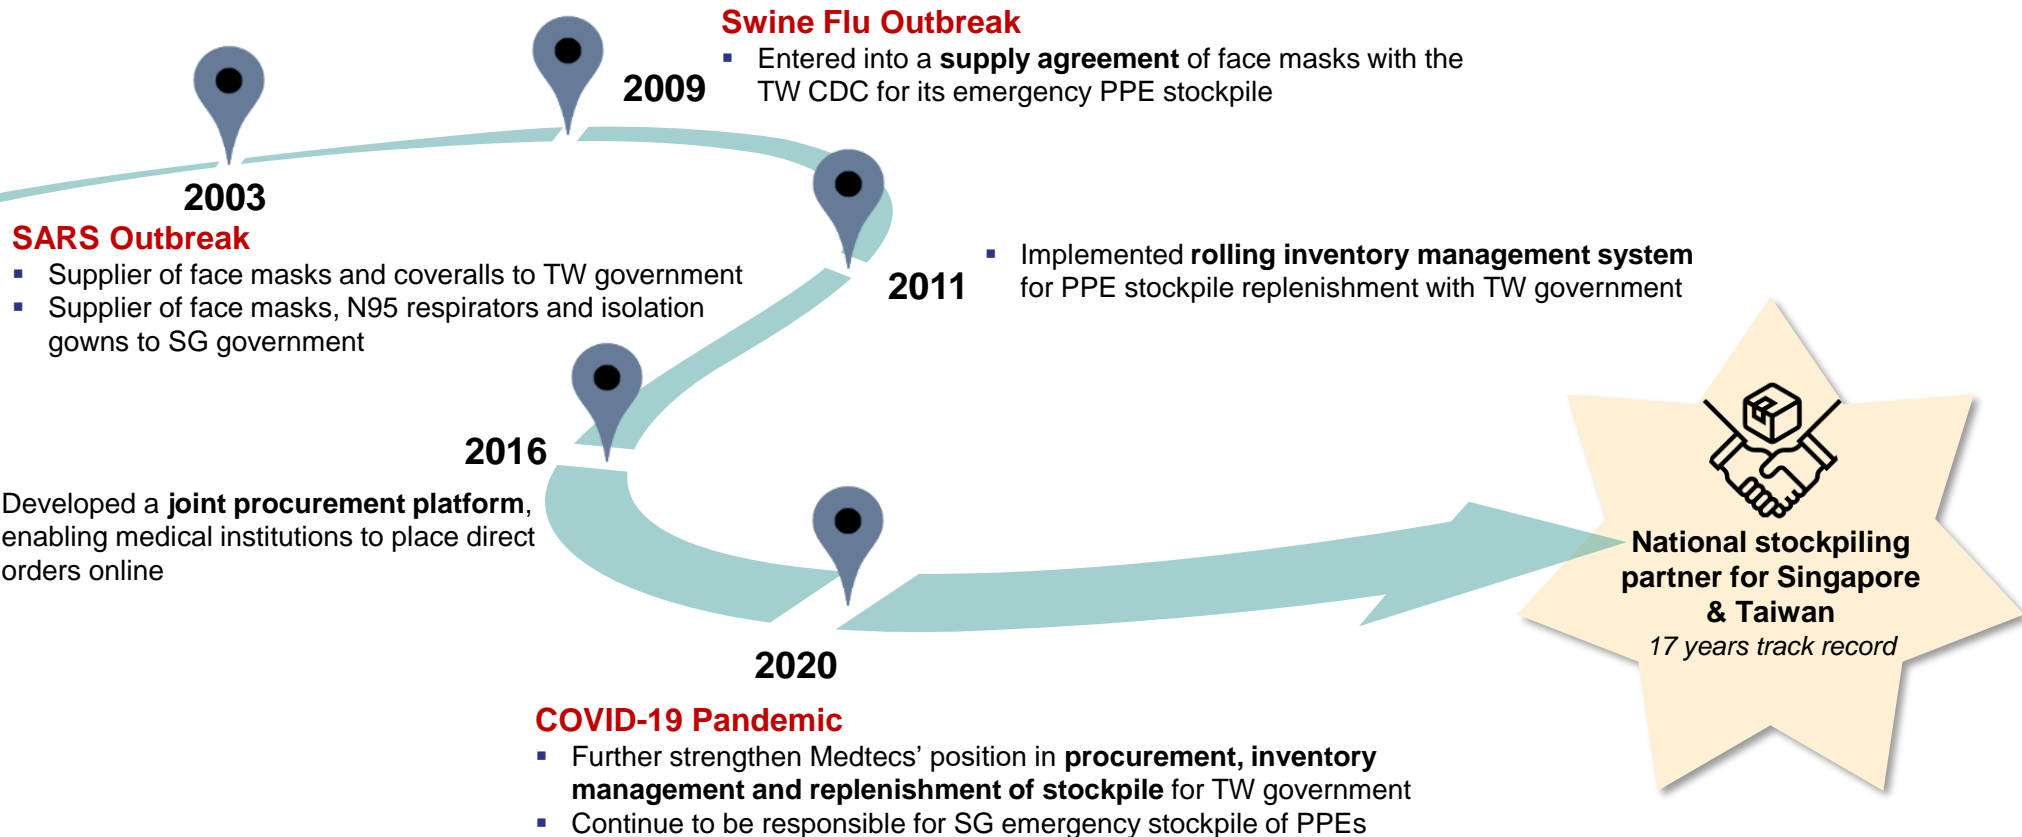 Swine Flu Outbreak
2009
▪ Entered into a supply agreement of face masks with the
TW CDC for its emergency PPE stockpile
2003
SARS Outbreak
▪ Supplier of face masks and coveralls to TW government
▪ Supplier of face masks, N95 respirators and isolation
gowns to SG government
2011
▪ Implemented rolling inventory management system
for PPE stockpile replenishment with TW government
2016
Developed a joint procurement platform,
enabling medical institutions to place direct
orders online
National stockpiling
partner for Singapore
& Taiwan
17 years track record
2020
COVID-19 Pandemic
▪ Further strengthen Medtecs’ position in procurement, inventory
management and replenishment of stockpile for TW government
▪ Continue to be responsible for SG emergency stockpile of PPEs